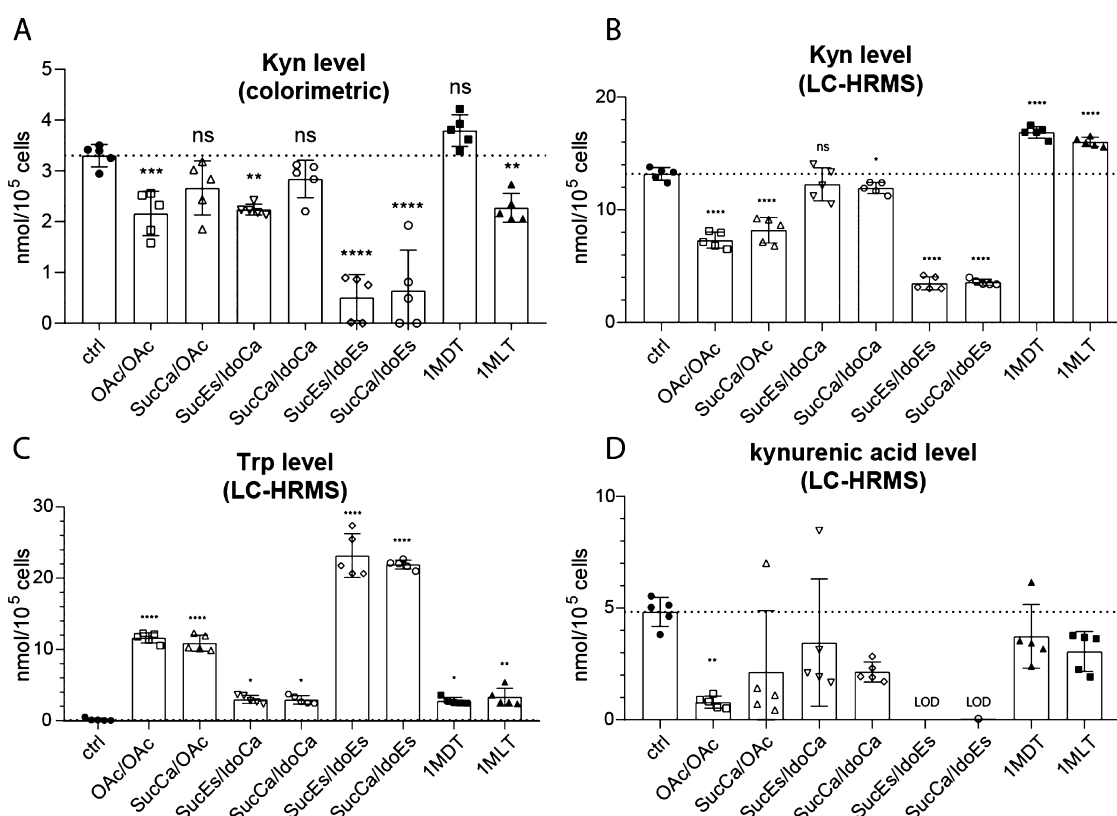 A
Kyn level
(colorimetric)
nmol/10^5 cells
5
4
3
2
1
0
***
ns
**
ns
****
****
ns
**
ctrl
OAc/OAc
SucCa/OAc
SucEs/IdoCa
SucCa/IdoCa
SucEs/IdoEs
SucCa/IdoEs
1MDT
1MLT
B
Kyn level
(LC-HRMS)
nmol/10^5 cells
20
10
0
****
****
ns
*
****
****
****
****
ctrl
OAc/OAc
SucCa/OAc
SucEs/IdoCa
SucCa/IdoCa
SucEs/IdoEs
SucCa/IdoEs
1MDT
1MLT
C
Trp level
(LC-HRMS)
nmol/10^5 cells
30
20
10
0
****
****
*
*
****
****
*
**
ctrl
OAc/OAc
SucCa/OAc
SucEs/IdoCa
SucCa/IdoCa
SucEs/IdoEs
SucCa/IdoEs
1MDT
1MLT
D
kynurenic acid level
(LC-HRMS)
nmol/10^5 cells
10
5
0
**
LOD
LOD
ctrl
OAc/OAc
SucCa/OAc
SucEs/IdoCa
SucCa/IdoCa
SucEs/IdoEs
SucCa/IdoEs
1MDT
1MLT